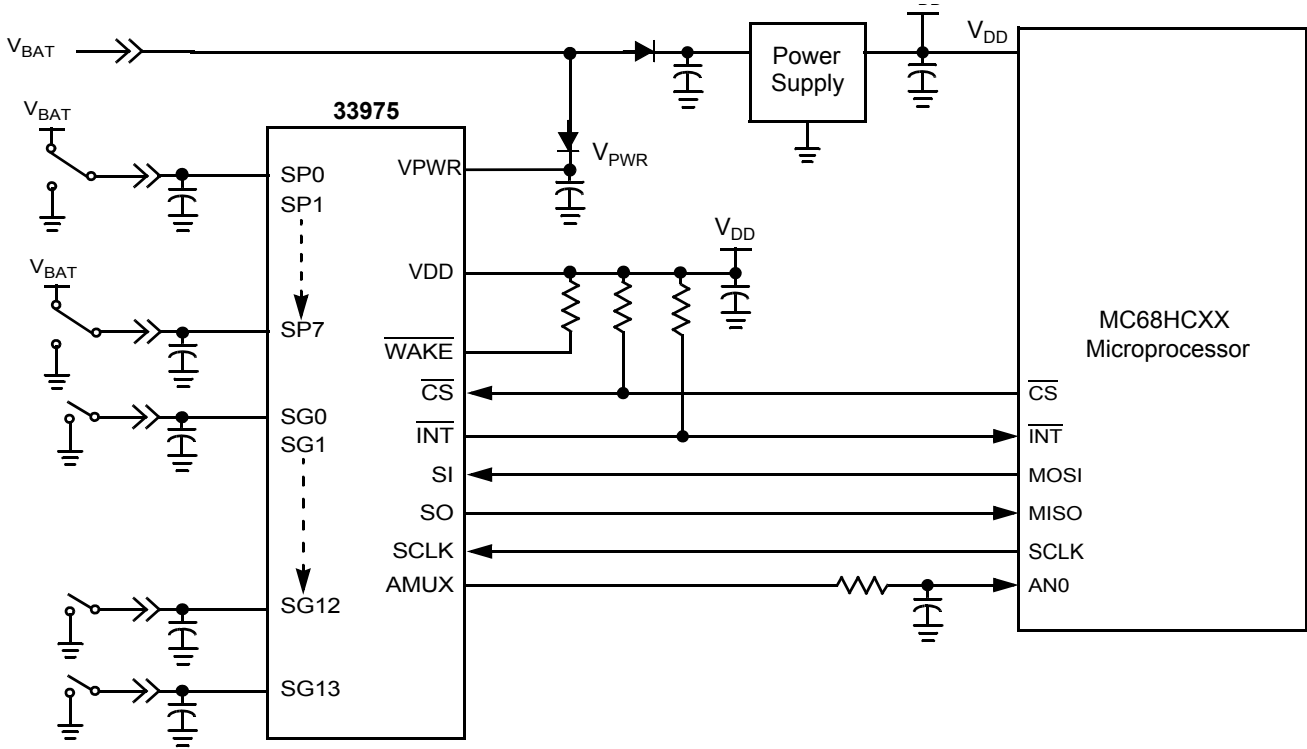 VBAT
Power
Supply
VDD
VBAT
33975
VPWR
VPWR
SP0
SP1
VDD
VDD
VBAT
SP7
WAKE
MC68HCXX
Microprocessor
CS
CS
SG0
SG1
INT
INT
SI
MOSI
SO
MISO
SCLK
SCLK
AMUX
AN0
SG12
SG13